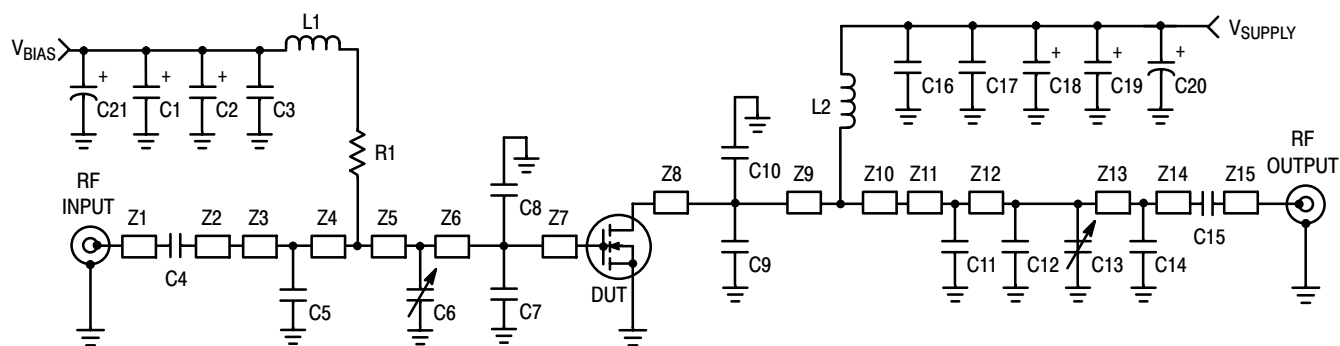 L1
VBIAS
VSUPPLY
+
+
+
+
+
+
C21
C1
C2
C3
C16
C17
C18
C19
C20
L2
R1
C10
RF
INPUT
RF
OUTPUT
Z1
Z2
Z3
Z4
Z5
Z6
C8
Z7
Z8
Z9
Z10
Z11
Z12
Z13
Z14
Z15
C4
C15
C5
C6
C7
DUT
C9
C11
C12
C13
C14